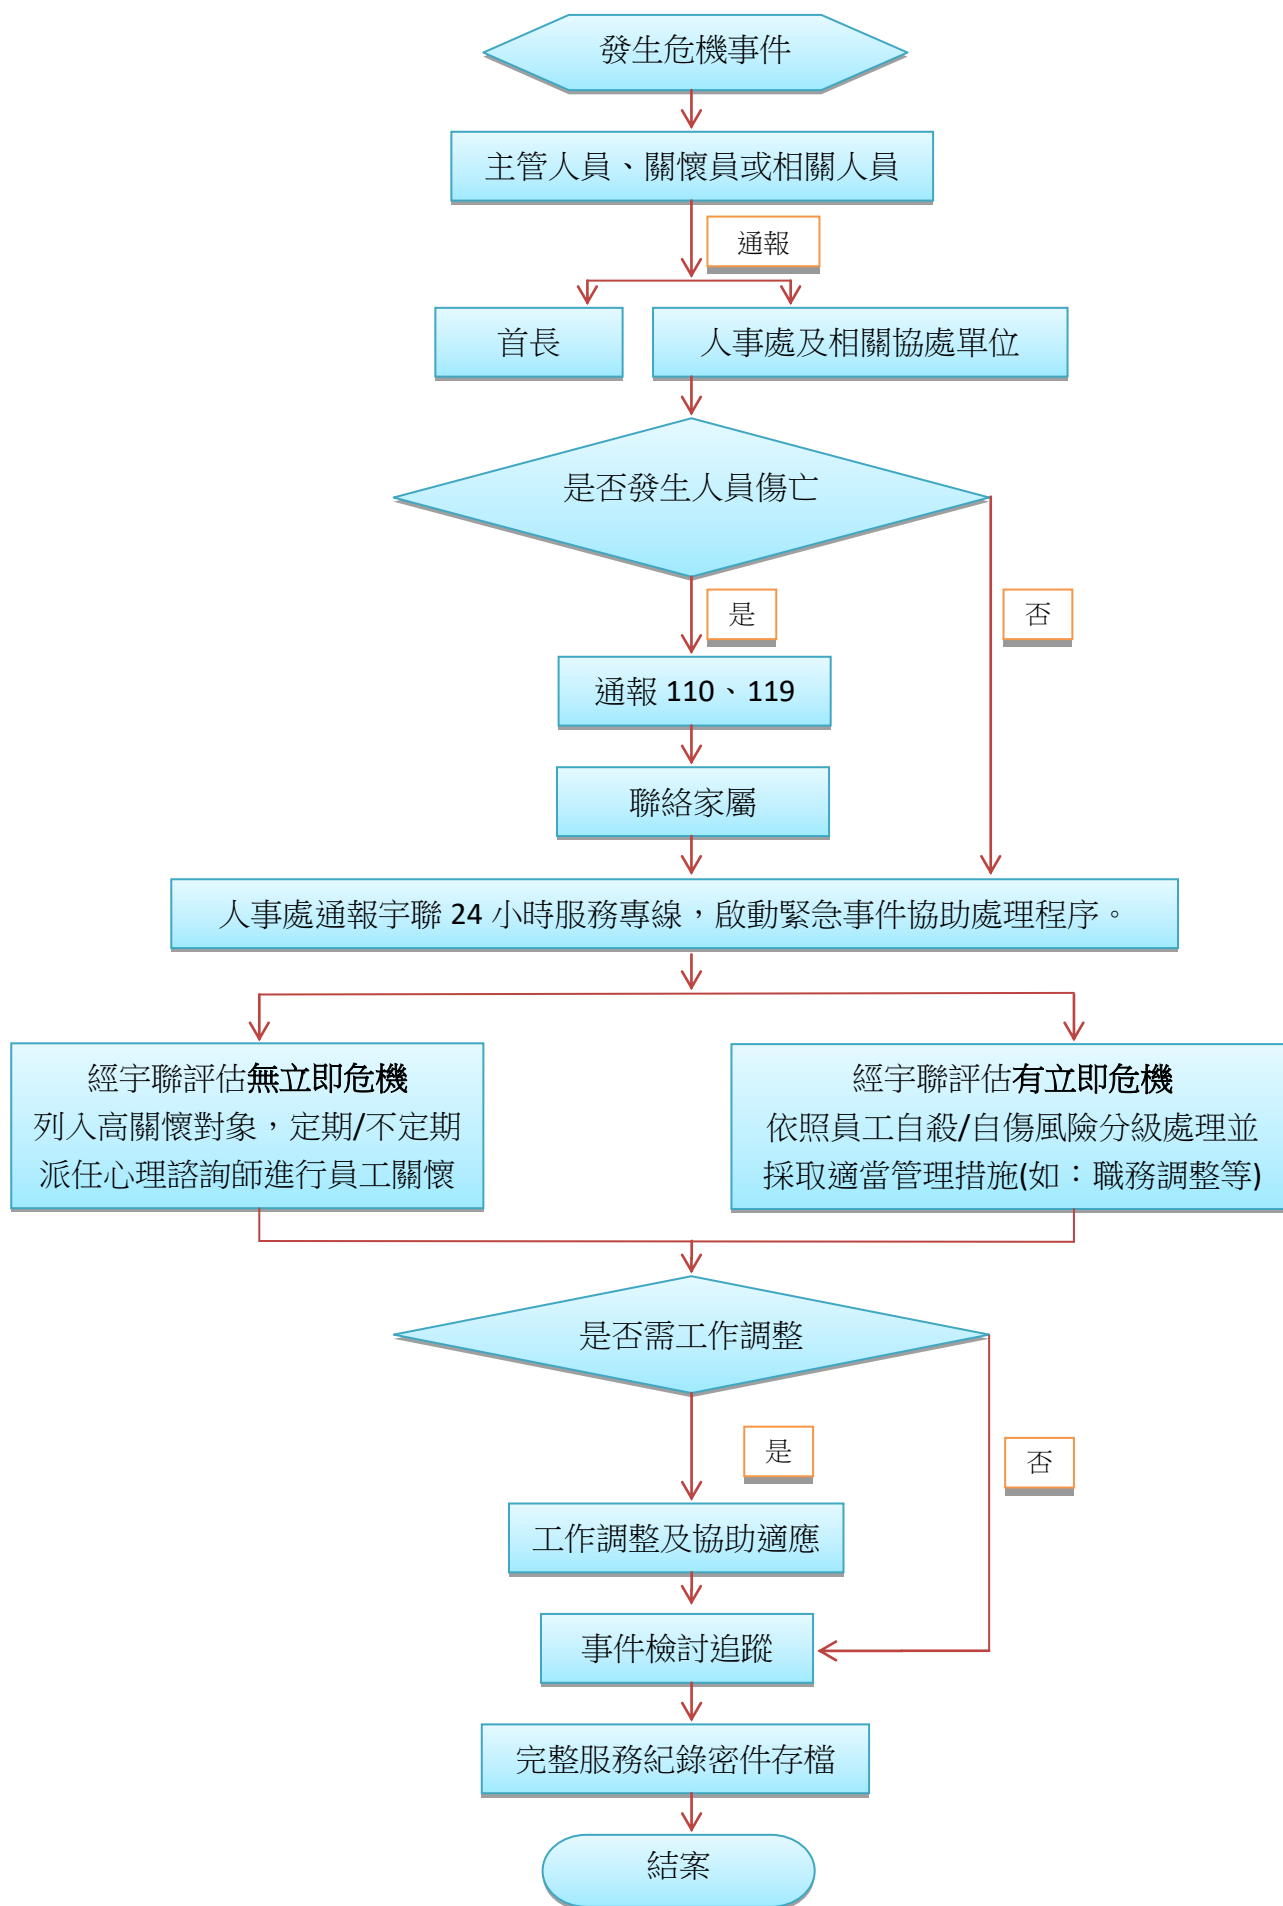 發生危機事件
主管人員、關懷員或相關人員
通報
首長
人事處及相關協處單位
是否發生人員傷亡
是
否
通報 110、119
聯絡家屬
人事處通報宇聯 24 小時服務專線，啟動緊急事件協助處理程序。
經宇聯評估無立即危機
列入高關懷對象，定期/不定期
派任心理諮詢師進行員工關懷
經宇聯評估有立即危機
依照員工自殺/自傷風險分級處理並
採取適當管理措施(如：職務調整等)
是否需工作調整
是
否
工作調整及協助適應
事件檢討追蹤
完整服務紀錄密件存檔
結案